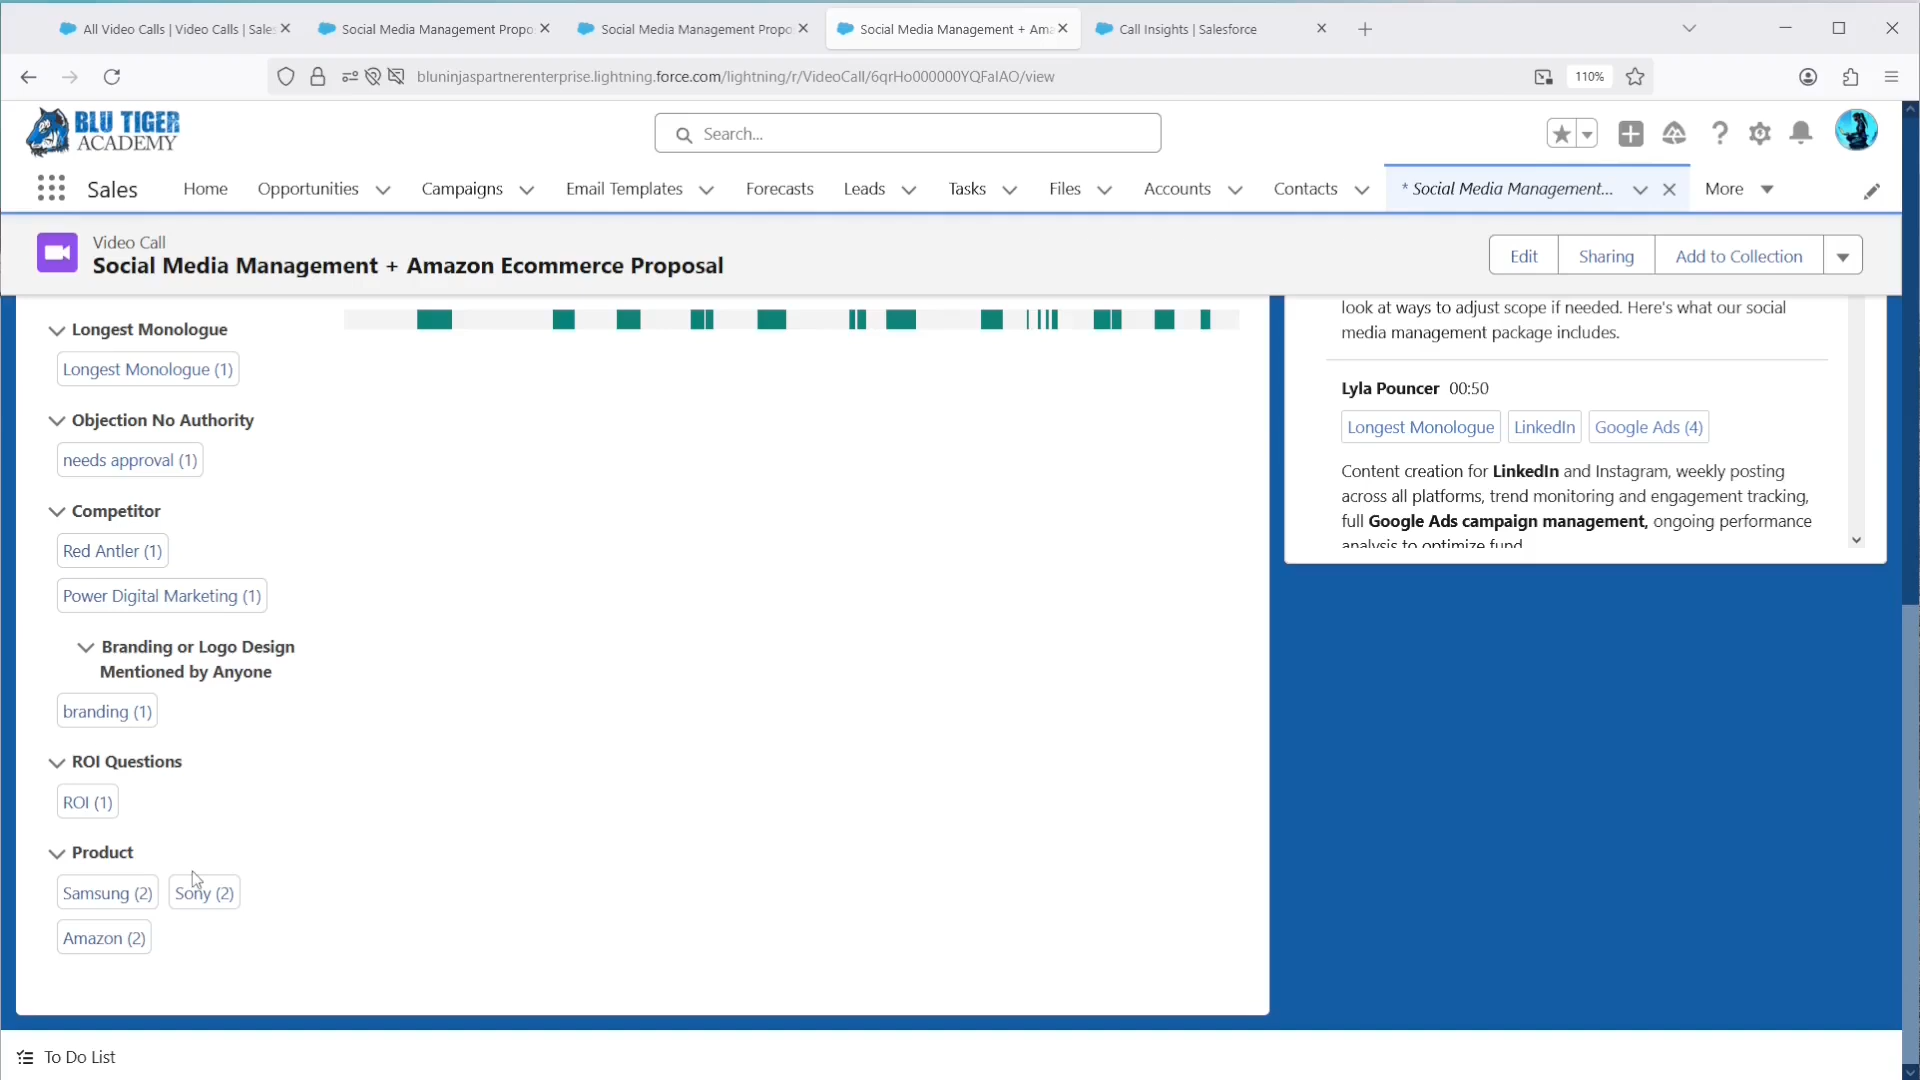 All Video Calls | Video Calls | Sale
Social Media Management Propo
Social Media Management Propo
Social Media Management + Ama
Call Insights | Salesforce
bluninjaspartnerenterprise.lightning.force.com/lightning/r/VideoCall/6qrHo000000YQFaIAO/view
110%
BLU TIGER
ACADEMY
Search...
Sales
Home
Opportunities
Campaigns
Email Templates
Forecasts
Leads
Tasks
Files
Accounts
Contacts
* Social Media Management...
More
Video Call
Social Media Management + Amazon Ecommerce Proposal
Edit
Sharing
Add to Collection
Longest Monologue
Longest Monologue (1)
Objection No Authority
needs approval (1)
Competitor
Red Antler (1)
Power Digital Marketing (1)
Branding or Logo Design
Mentioned by Anyone
branding (1)
ROI Questions
ROI (1)
Product
Samsung (2)
Sony (2)
Amazon (2)
look at ways to adjust scope if needed. Here's what our social
media management package includes.
Lyla Pouncer 00:50
Longest Monologue
LinkedIn
Google Ads (4)
Content creation for LinkedIn and Instagram, weekly posting
across all platforms, trend monitoring and engagement tracking,
full Google Ads campaign management, ongoing performance
analysis to optimize fund
To Do List